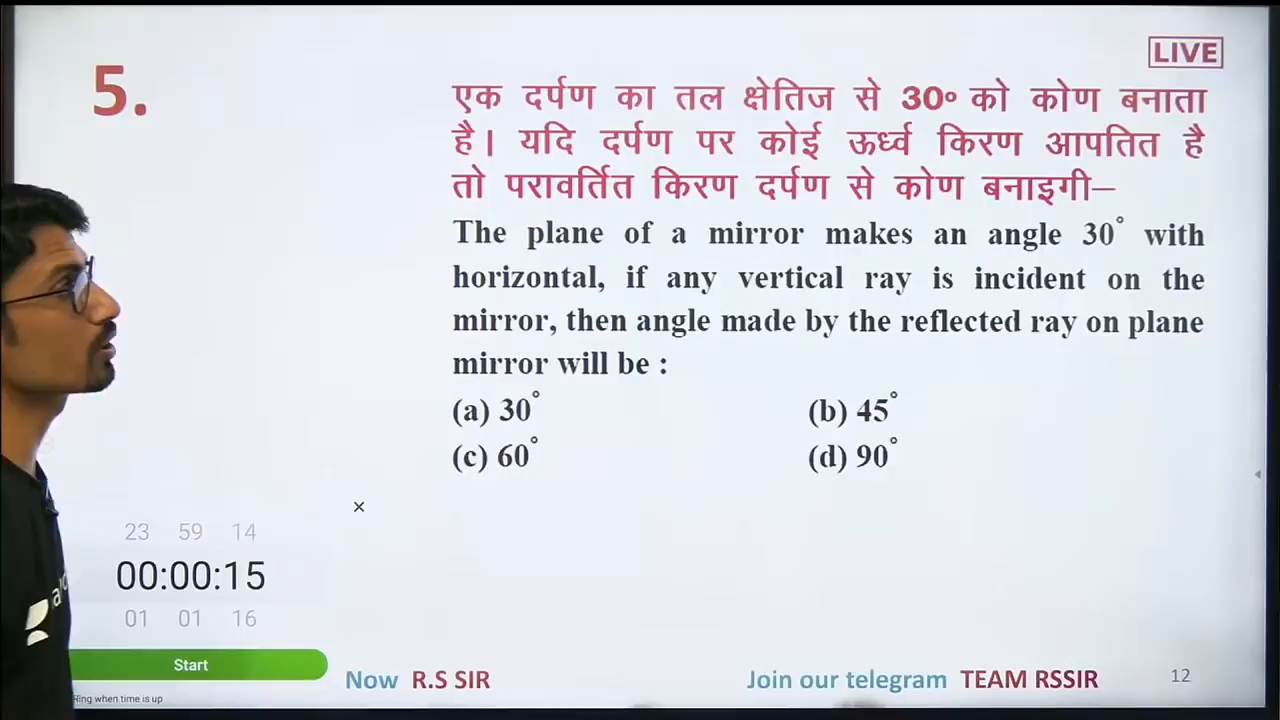 LIVE
5.
एक दर्पण का तल क्षेतिज से 30º को कोण बनाता
है। यदि दर्पण पर कोई ऊर्ध्व किरण आपतित है
तो परावर्तित किरण दर्पण से कोण बनाइगी–
The plane of a mirror makes an angle 30° with
horizontal, if any vertical ray is incident on the
mirror, then angle made by the reflected ray on plane
mirror will be :
(a) 30° (b) 45°
(c) 60° (d) 90°
×
23 59 14
00:00:15
01 01 16
Start
Ring when time is up
Now R.S SIR
Join our telegram TEAM RSSIR
12